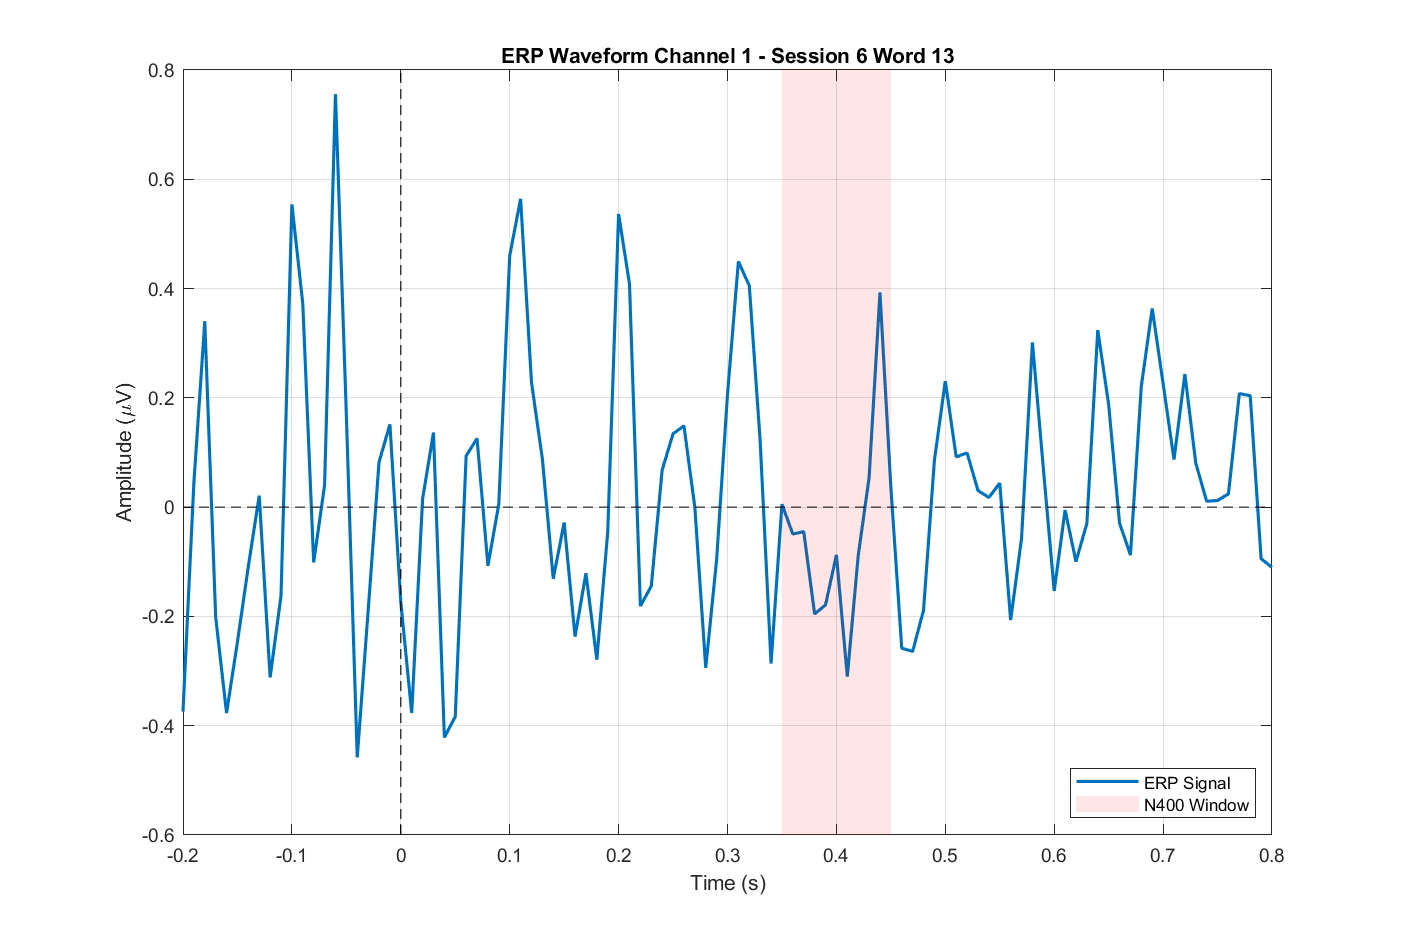 ERP Waveform Channel 1 - Session 6 Word 13
0.8
0.6
0.4
0.2
0
-0.2
-0.4
-0.6
Amplitude (μV)
-0.2 -0.1 0 0.1 0.2 0.3 0.4 0.5 0.6 0.7 0.8
Time (s)
ERP Signal
N400 Window